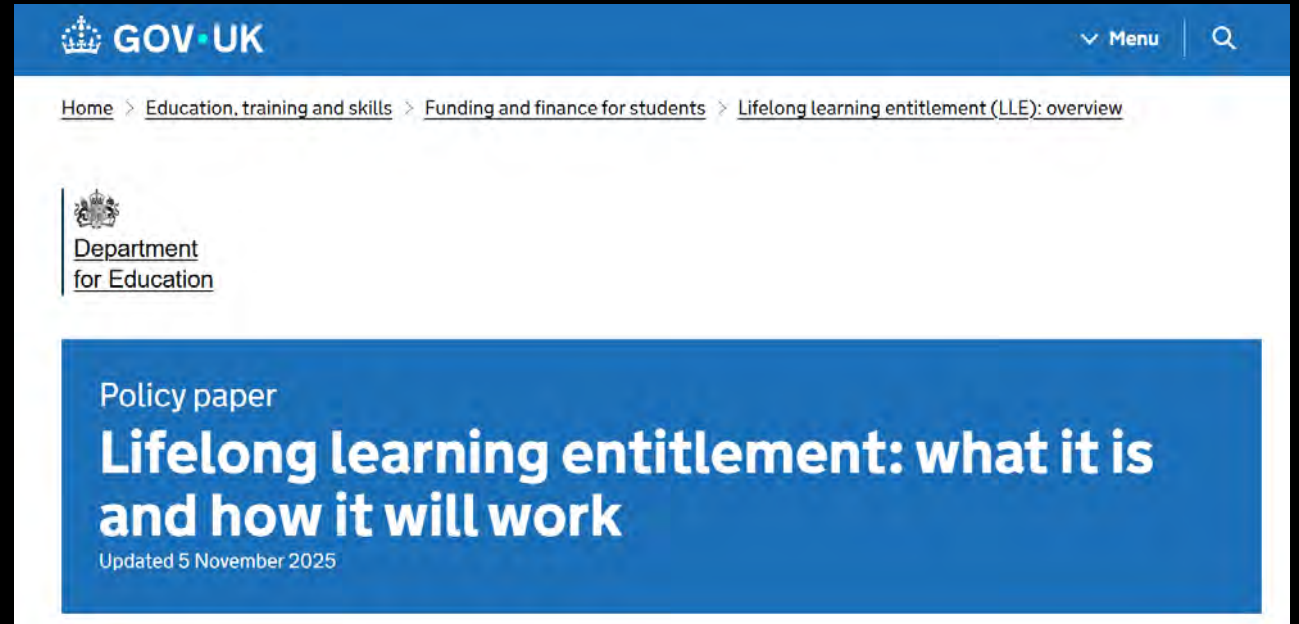 GOV·UK
Menu
Home > Education, training and skills > Funding and finance for students > Lifelong learning entitlement (LLE): overview
Department
for Education
Policy paper
Lifelong learning entitlement: what it is
and how it will work
Updated 5 November 2025